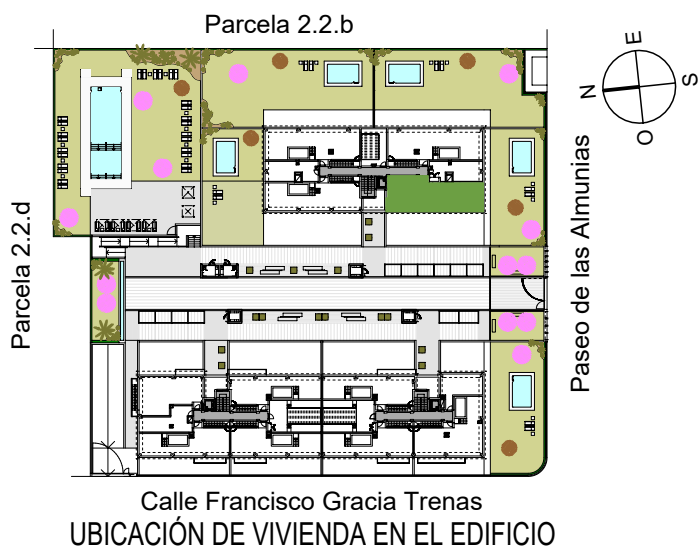 Parcela 2.2.b
E
N
S
O
Parcela 2.2.d
Paseo de las Almunias
Calle Francisco Gracia Trenas
UBICACIÓN DE VIVIENDA EN EL EDIFICIO